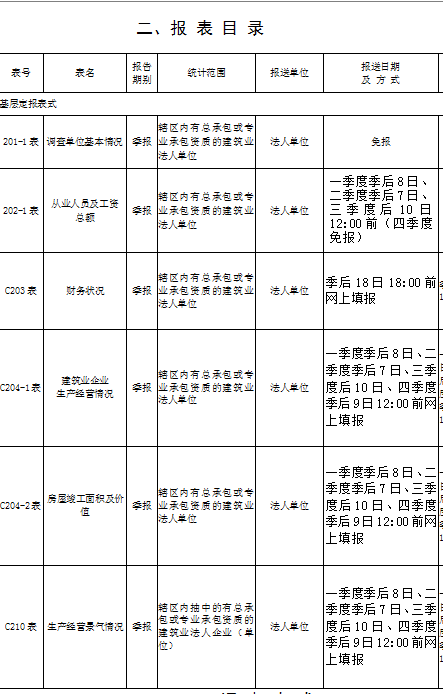 二、报 表 目 录
表号 表名 报告期别 统计范围 报送单位 报送日期及 方 式
基层定报表式
201-1表 调查单位基本情况 季报 辖区内有总承包或专业承包资质的建筑业法人单位 法人单位 免报
202-1表 从业人员及工资总额 季报 辖区内有总承包或专业承包资质的建筑业法人单位 法人单位 一季度季后8日、二季度季后7日、三季度后10日12:00前（四季度免报）
C203表 财务状况 季报 辖区内有总承包或专业承包资质的建筑业法人单位 法人单位 季后18日18:00前网上填报
C204-1表 建筑业企业生产经营情况 季报 辖区内有总承包或专业承包资质的建筑业法人单位 法人单位 一季度季后8日、二季度季后7日、三季度后10日、四季度季后9日12:00前网上填报
C204-2表 房屋竣工面积及价值 季报 辖区内有总承包或专业承包资质的建筑业法人单位 法人单位 一季度季后8日、二季度季后7日、三季度后10日、四季度季后9日12:00前网上填报
C210表 生产经营景气情况 季报 辖区内抽中的有总承包或专业承包资质的建筑业法人企业（单位） 法人单位 一季度季后8日、二季度季后7日、三季度后10日、四季度季后9日12:00前网上填报